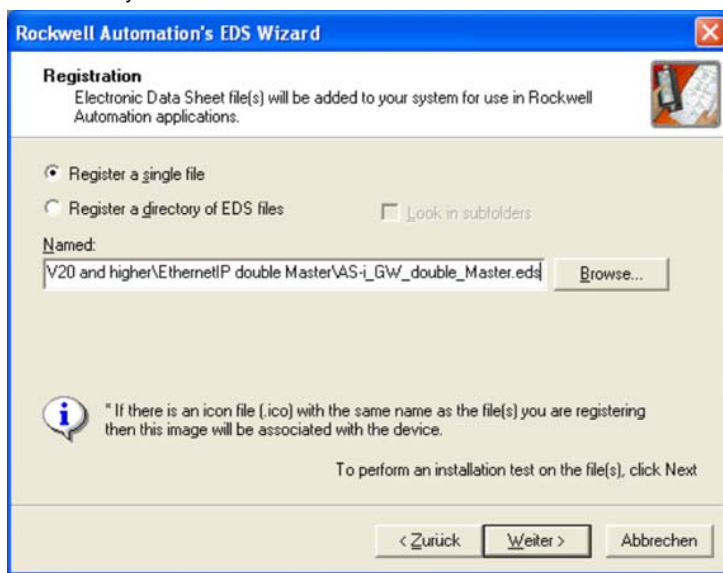 Rockwell Automation's EDS Wizard
Registration
Electronic Data Sheet file(s) will be added to your system for use in Rockwell
Automation applications.
Register a single file
Register a directory of EDS files
Look in subfolders
Named:
V20 and higher\EthernetIP double Master\AS-i_GW_double_Master.eds
Browse...
* If there is an icon file (.ico) with the same name as the file(s) you are registering
then this image will be associated with the device.
To perform an installation test on the file(s), click Next
< Zurück
Weiter >
Abbrechen